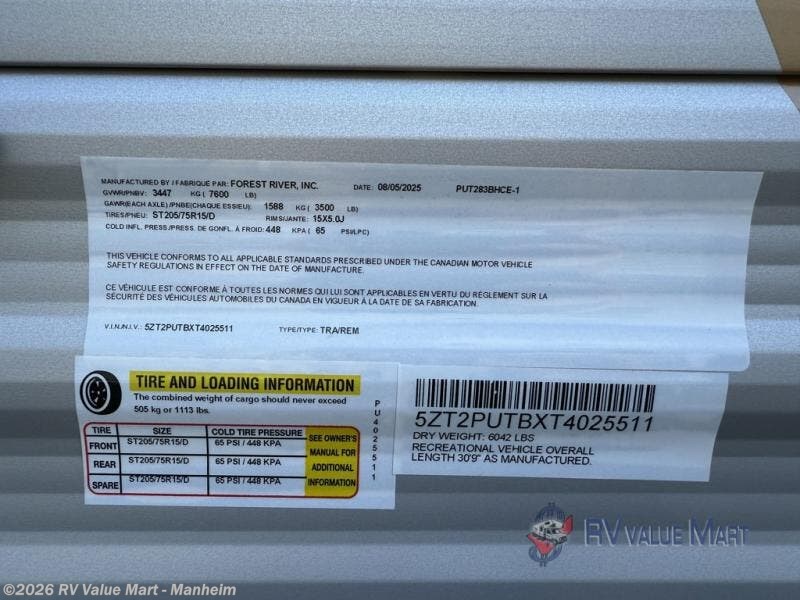 MANUFACTURED BY / FABRIQUÉ PAR: FOREST RIVER, INC. DATE: 08/05/2025 PUT283BHCE-1
GVWR/PNBV: 3447 KG ( 7600 LB)
GAWR(EACH AXLE) /PNBE(CHAQUE ESSIEU): 1588 KG ( 3500 LB)
TIRES/PNEU: ST205/75R15/D RIMS/JANTE: 15X5.0J
COLD INFL. PRESS./PRESS. DE GONFL. À FROID: 448 KPA ( 65 PSI/LPC)
THIS VEHICLE CONFORMS TO ALL APPLICABLE STANDARDS PRESCRIBED UNDER THE CANADIAN MOTOR VEHICLE
SAFETY REGULATIONS IN EFFECT ON THE DATE OF MANUFACTURE.
CE VÉHICULE EST CONFORME À TOUTES LES NORMES QUI LUI SONT APPLICABLES EN VERTU DU RÈGLEMENT SUR LA
SÉCURITÉ DES VÉHICULES AUTOMOBILES DU CANADA EN VIGUEUR À LA DATE DE SA FABRICATION.
V.I.N./N.I.V.: 5ZT2PUTBXT4025511 TYPE/TYPE: TRA/REM
TIRE AND LOADING INFORMATION
The combined weight of cargo should never exceed
505 kg or 1113 lbs.
TIRE SIZE COLD TIRE PRESSURE
FRONT ST205/75R15/D 65 PSI / 448 KPA
REAR ST205/75R15/D 65 PSI / 448 KPA
SPARE ST205/75R15/D 65 PSI / 448 KPA
SEE OWNER'S
MANUAL FOR
ADDITIONAL
INFORMATION
PU4025511
5ZT2PUTBXT4025511
DRY WEIGHT: 6042 LBS
RECREATIONAL VEHICLE OVERALL
LENGTH 30'9" AS MANUFACTURED.
RV VALUE MART
©2026 RV Value Mart - Manheim